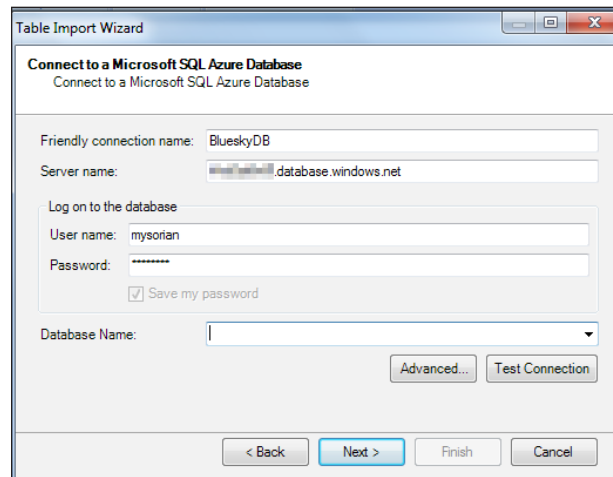 Table Import Wizard
Connect to a Microsoft SQL Azure Database
Connect to a Microsoft SQL Azure Database
Friendly connection name: BlueskyDB
Server name: .database.windows.net
Log on to the database
User name: mysorian
Password: ********
Save my password
Database Name:
Advanced... Test Connection
< Back Next > Finish Cancel